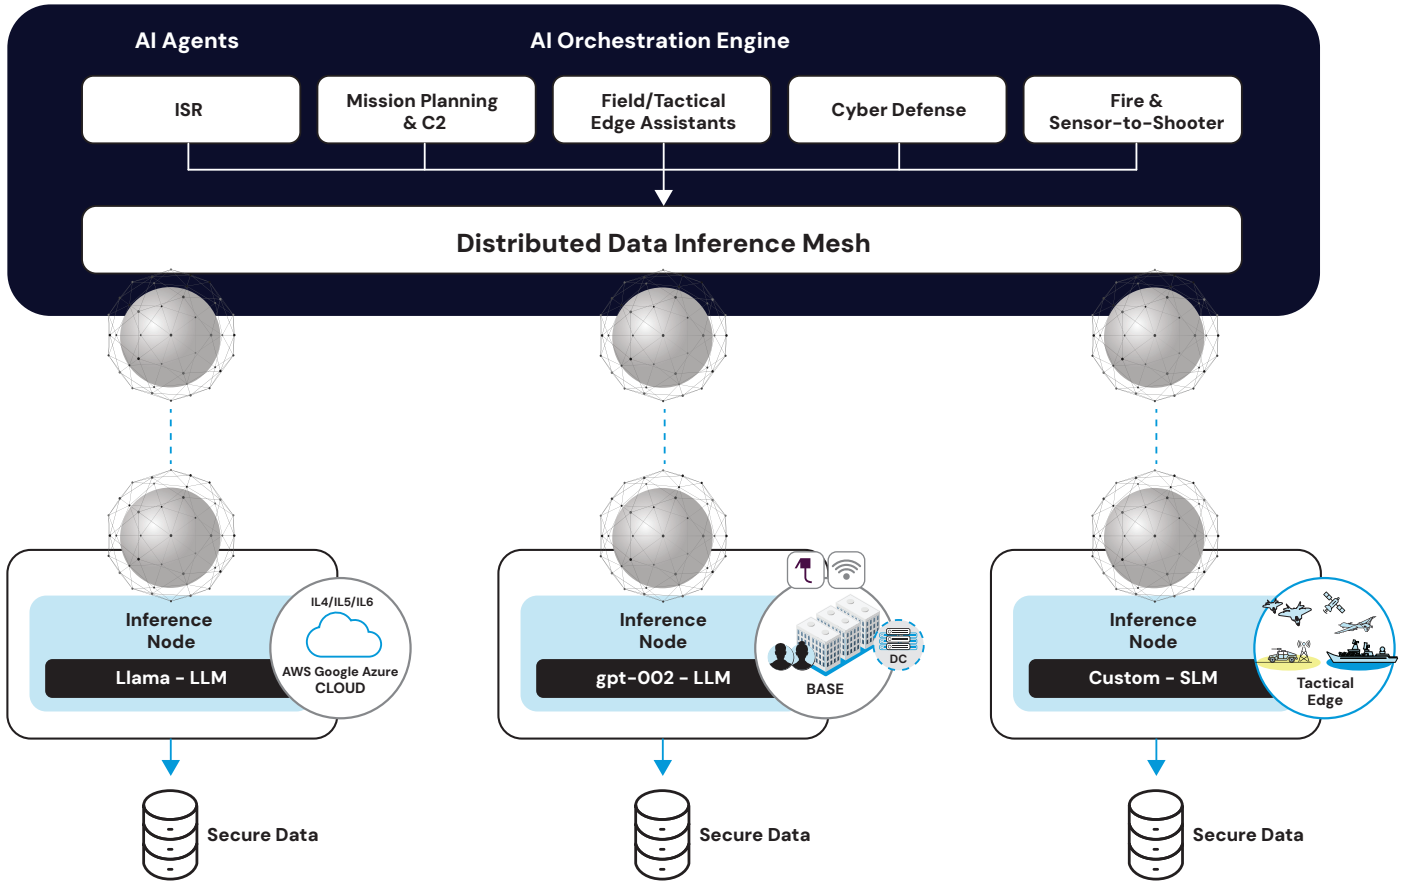 AI Agents
AI Orchestration Engine
ISR
Mission Planning
& C2
Field/Tactical
Edge Assistants
Cyber Defense
Fire &
Sensor-to-Shooter
Distributed Data Inference Mesh
Inference
Node
Llama - LLM
IL4/IL5/IL6
AWS Google Azure
CLOUD
Inference
Node
gpt-002 - LLM
DC
BASE
Inference
Node
Custom - SLM
Tactical
Edge
Secure Data
Secure Data
Secure Data